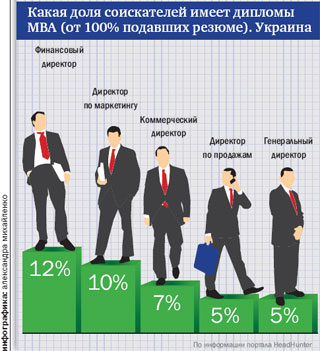 Какая доля соискателей имеет дипломы
MBA (от 100% подавших резюме). Украина
Финансовый
директор
Директор
по маркетингу
Коммерческий
директор
Директор
по продажам
Генеральный
директор
12%
10%
7%
5%
5%
По информации портала HeadHunter
инфографика: александра михайленко